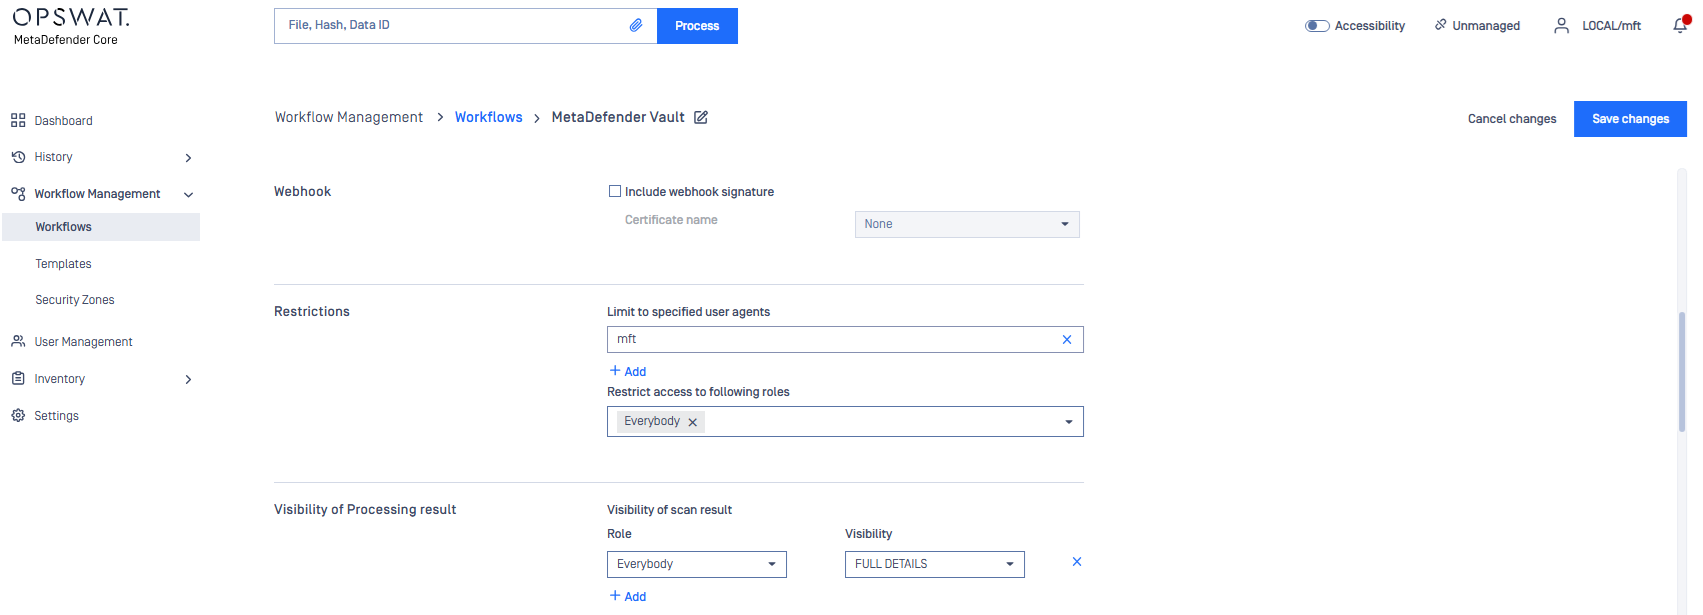 OPSWAT.
MetaDefender Core
File, Hash, Data ID
Process
Accessibility
Unmanaged
LOCAL/mft
Dashboard
History
Workflow Management
Workflows
Templates
Security Zones
User Management
Inventory
Settings
Workflow Management > Workflows > MetaDefender Vault
Cancel changes
Save changes
Webhook
Include webhook signature
Certificate name
None
Restrictions
Limit to specified user agents
mft
+ Add
Restrict access to following roles
Everybody
Visibility of Processing result
Visibility of scan result
Role
Visibility
Everybody
FULL DETAILS
+ Add